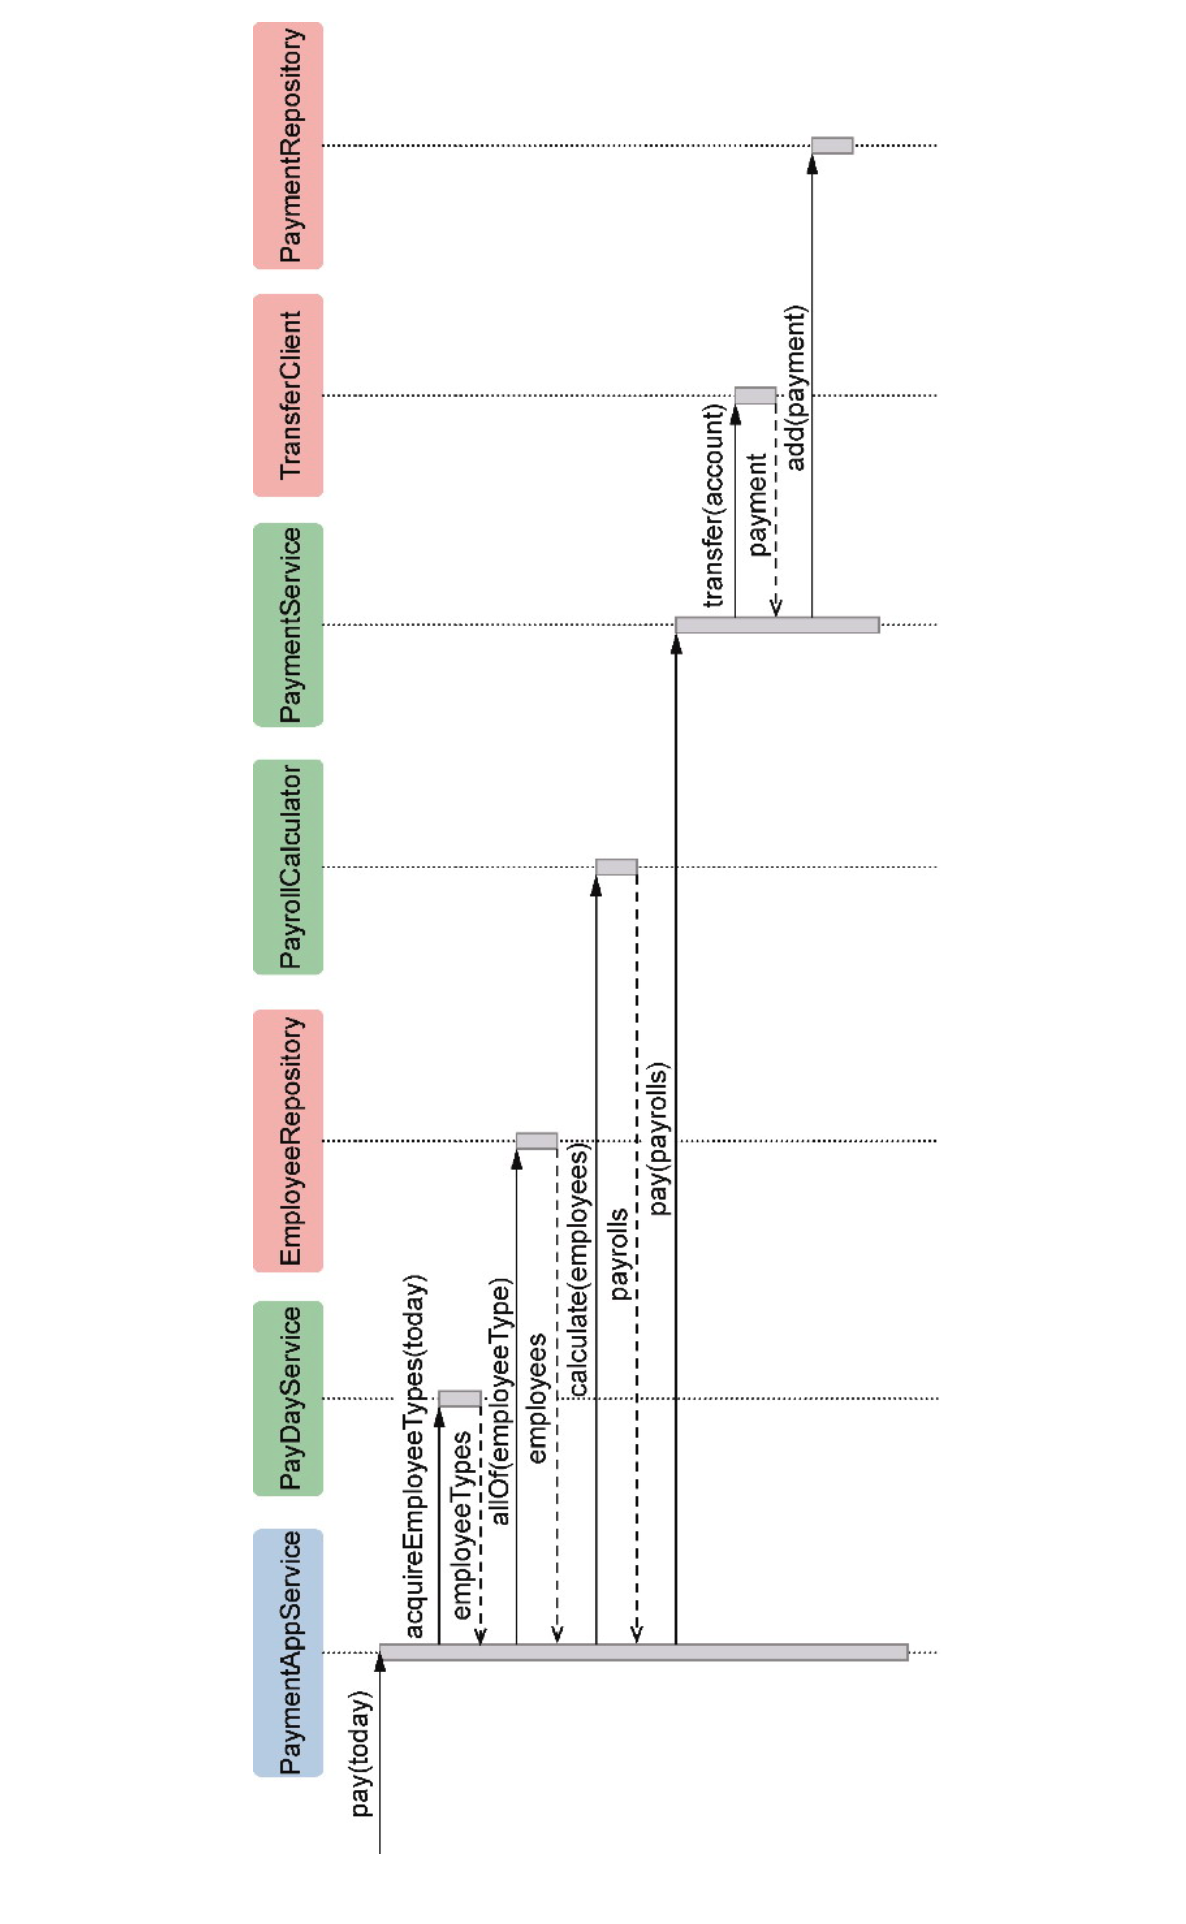 PaymentAppService
PayDayService
EmployeeRepository
PayrollCalculator
PaymentService
TransferClient
PaymentRepository
pay(today)
acquireEmployeeTypes(today)
employeeTypes
allOf(employeeType)
employees
calculate(employees)
payrolls
pay(payrolls)
transfer(account)
payment
add(payment)